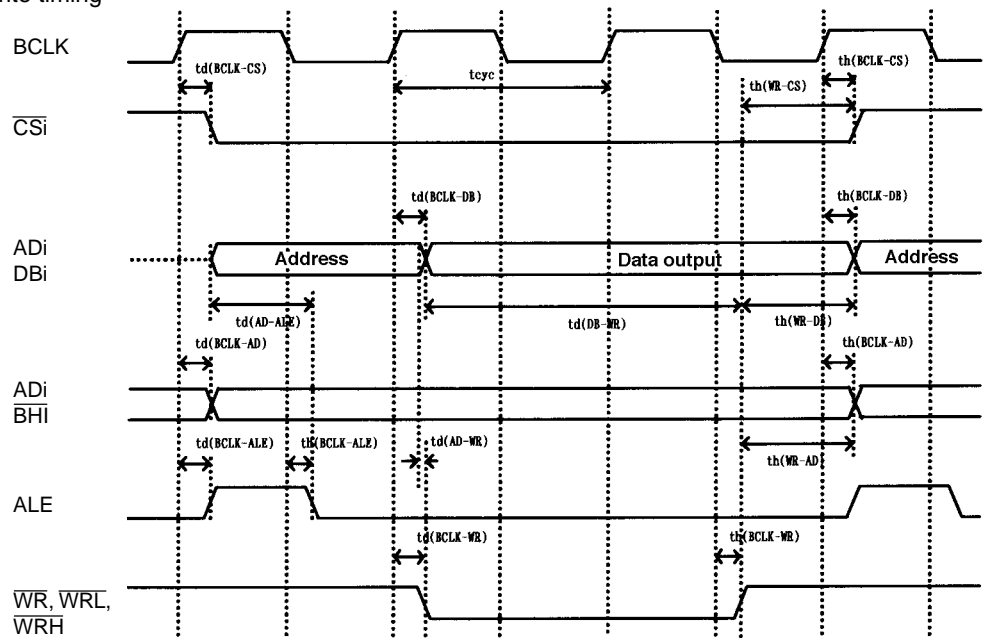 BCLK
td(BCLK-CS)
tcyc
th(BCLK-CS)
th(WR-CS)
CSi
td(BCLK-DB)
th(BCLK-DB)
ADi
DBi
Address
Data output
Address
td(AD-ALE)
td(DB-WR)
th(WR-DB)
td(BCLK-AD)
th(BCLK-AD)
ADi
BHI
td(BCLK-ALE)
th(BCLK-ALE)
td(AD-WR)
th(WR-AD)
ALE
td(BCLK-WR)
th(BCLK-WR)
WR, WRL,
WRH